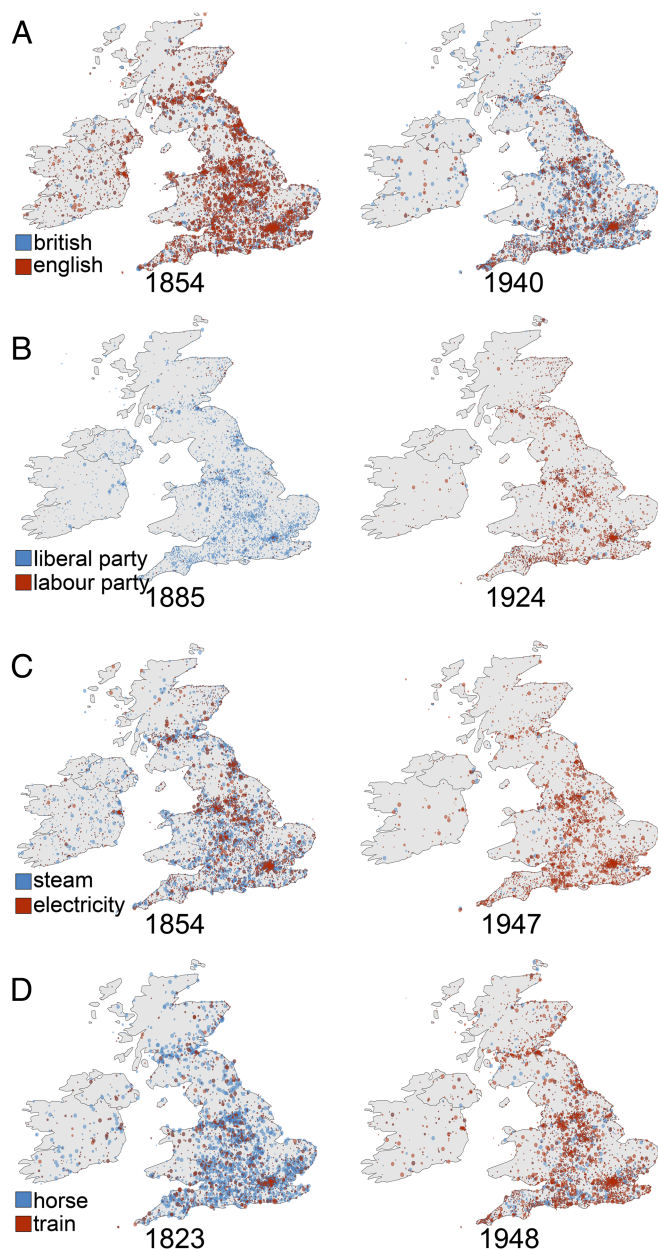 A
british
english
1854
1940
B
liberal party
labour party
1885
1924
C
steam
electricity
1854
1947
D
horse
train
1823
1948